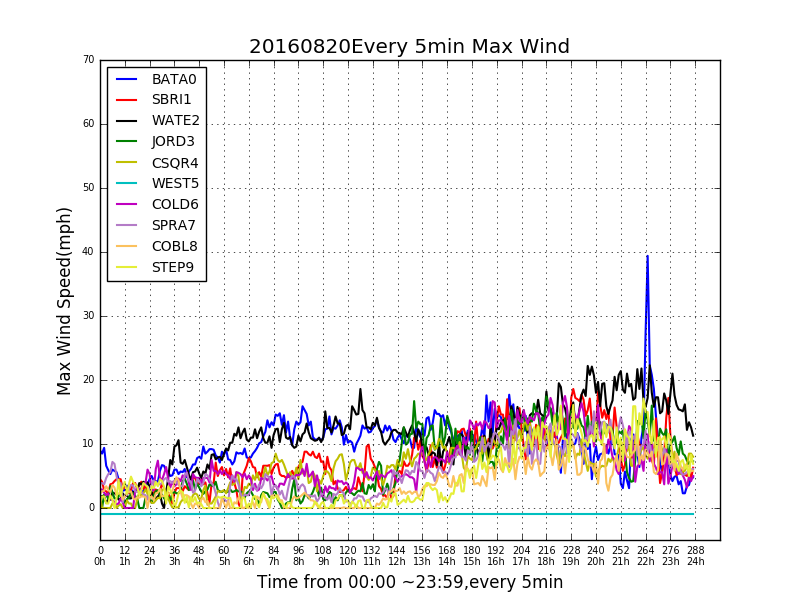 20160820Every 5min Max Wind
70
60
50
40
30
20
10
0
Max Wind Speed(mph)
BATA0
SBRI1
WATE2
JORD3
CSQR4
WEST5
COLD6
SPRA7
COBL8
STEP9
0 12 24 36 48 60 72 84 96 108 120 132 144 156 168 180 192 204 216 228 240 252 264 276 288
0h 1h 2h 3h 4h 5h 6h 7h 8h 9h 10h 11h 12h 13h 14h 15h 16h 17h 18h 19h 20h 21h 22h 23h 24h
Time from 00:00 ~23:59,every 5min